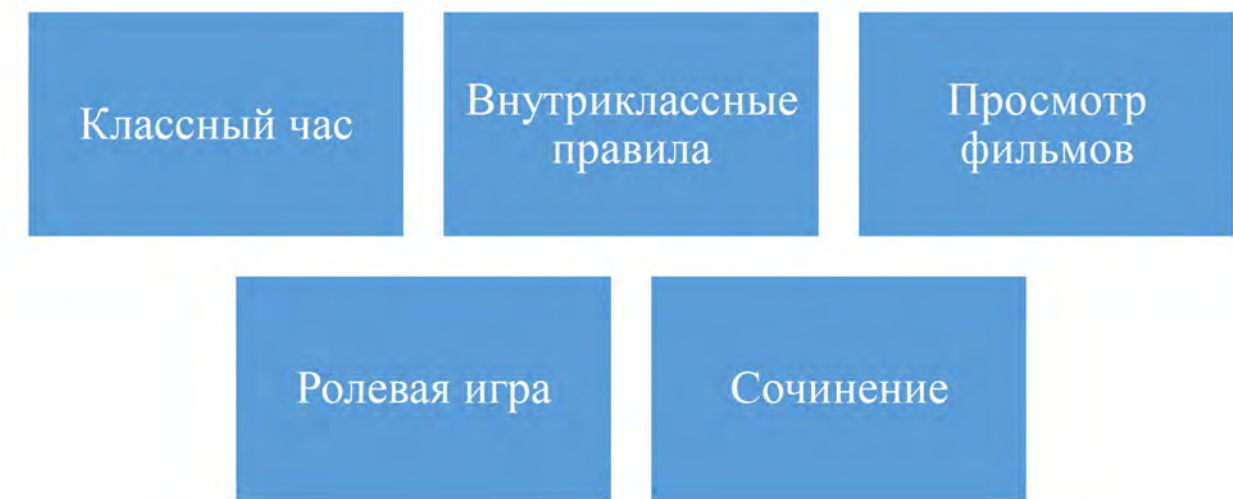 Классный час
Внутриклассные
правила
Просмотр
фильмов
Ролевая игра
Сочинение